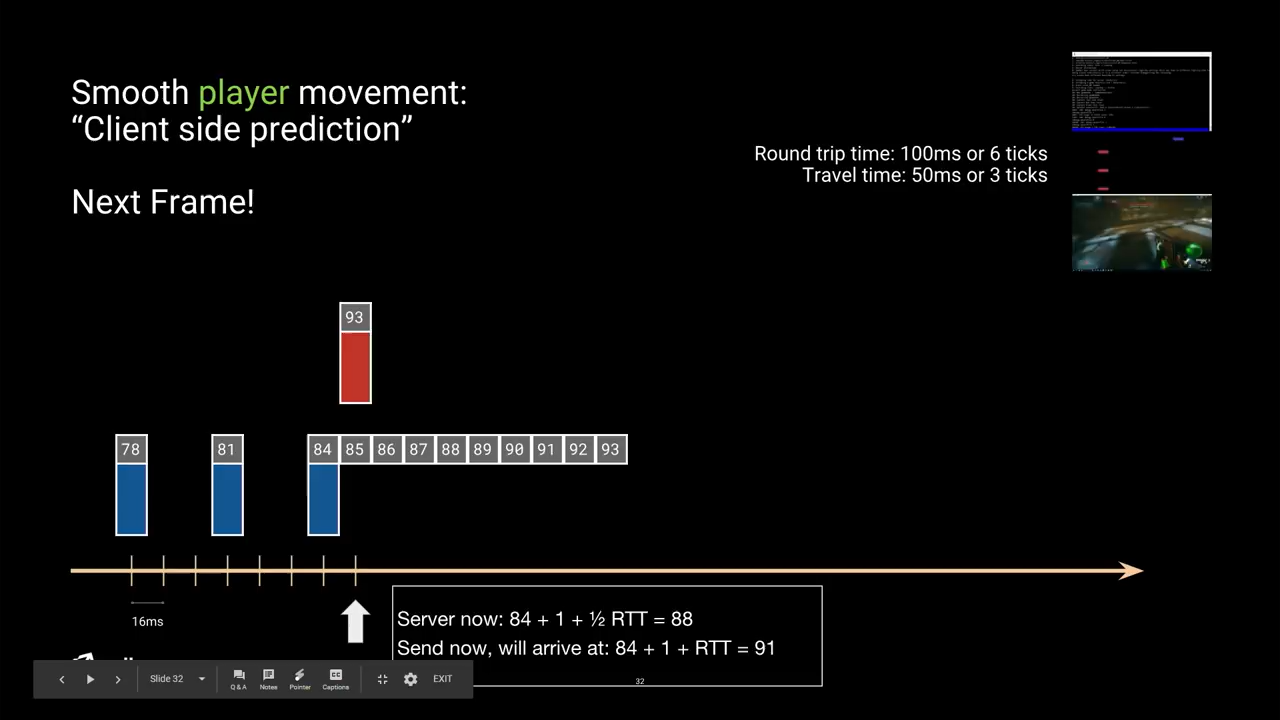 Smooth player movement:
“Client side prediction”
Next Frame!
Round trip time: 100ms or 6 ticks
Travel time: 50ms or 3 ticks
93
78
81
84 85 86 87 88 89 90 91 92 93
16ms
Server now: 84 + 1 + ½ RTT = 88
Send now, will arrive at: 84 + 1 + RTT = 91
32
Slide 32
Q & A
Notes
Pointer
CC
Captions
EXIT